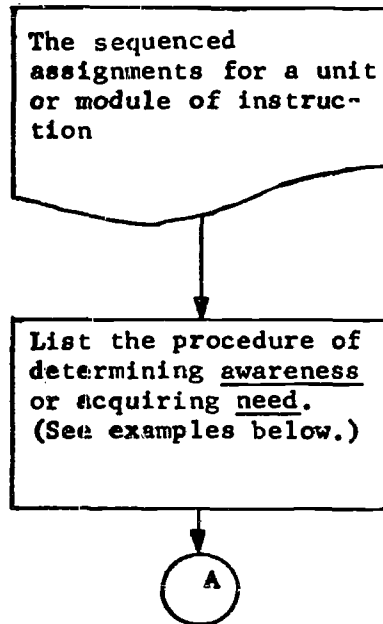 The sequenced
assignments for a unit
or module of instruc-
tion
List the procedure of
determining awareness
or acquiring need.
(See examples below.)
A